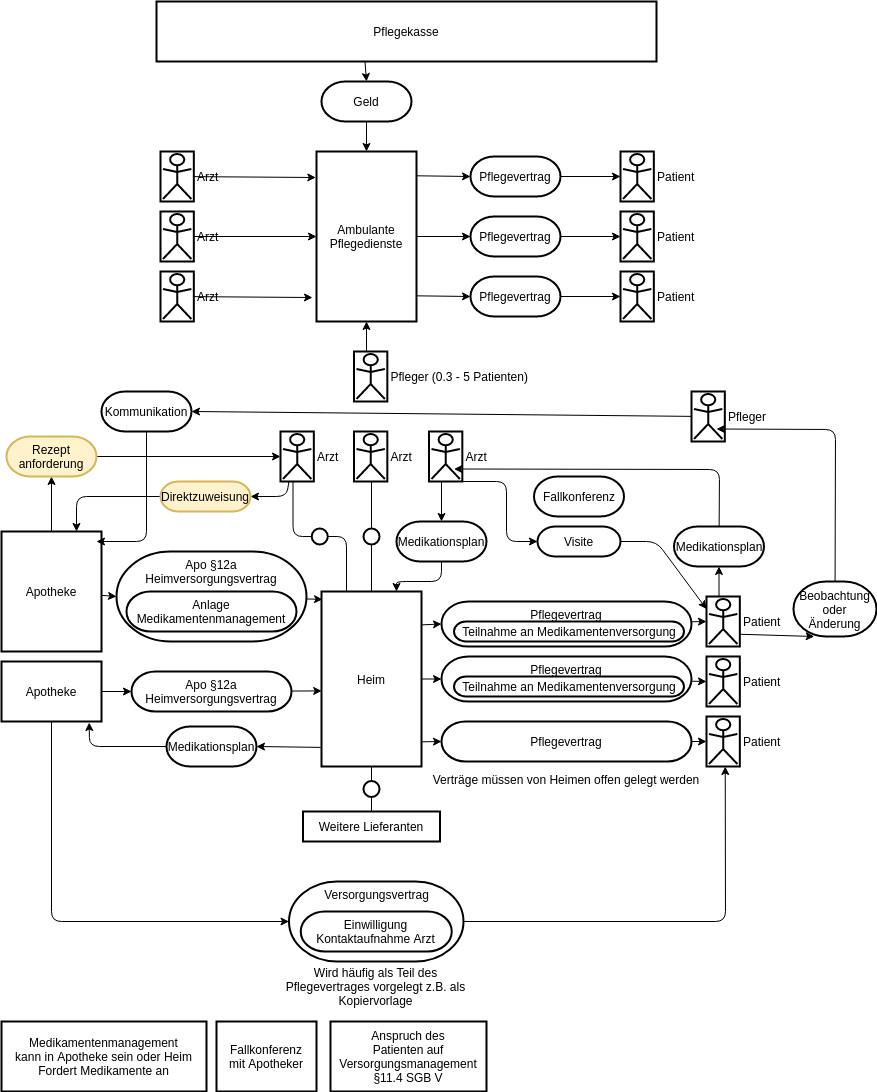 Pflegekasse
Geld
Arzt
Arzt
Arzt
Ambulante
Pflegedienste
Pflegevertrag
Pflegevertrag
Pflegevertrag
Patient
Patient
Patient
Pfleger (0.3 - 5 Patienten)
Kommunikation
Pfleger
Rezept
anforderung
Arzt
Arzt
Arzt
Direktzuweisung
Fallkonferenz
Medikationsplan
Visite
Medikationsplan
Apotheke
Apo §12a
Heimversorgungsvertrag
Anlage
Medikamentenmanagement
Beobachtung
oder
Änderung
Pflegevertrag
Teilnahme an Medikamentenversorgung
Patient
Apotheke
Apo §12a
Heimversorgungsvertrag
Heim
Pflegevertrag
Teilnahme an Medikamentenversorgung
Patient
Medikationsplan
Pflegevertrag
Patient
Verträge müssen von Heimen offen gelegt werden
Weitere Lieferanten
Versorgungsvertrag
Einwilligung
Kontaktaufnahme Arzt
Wird häufig als Teil des
Pflegevertrages vorgelegt z.B. als
Kopiervorlage
Medikamentenmanagement
kann in Apotheke sein oder Heim
Fordert Medikamente an
Fallkonferenz
mit Apotheker
Anspruch des
Patienten auf
Versorgungsmanagement
§11.4 SGB V